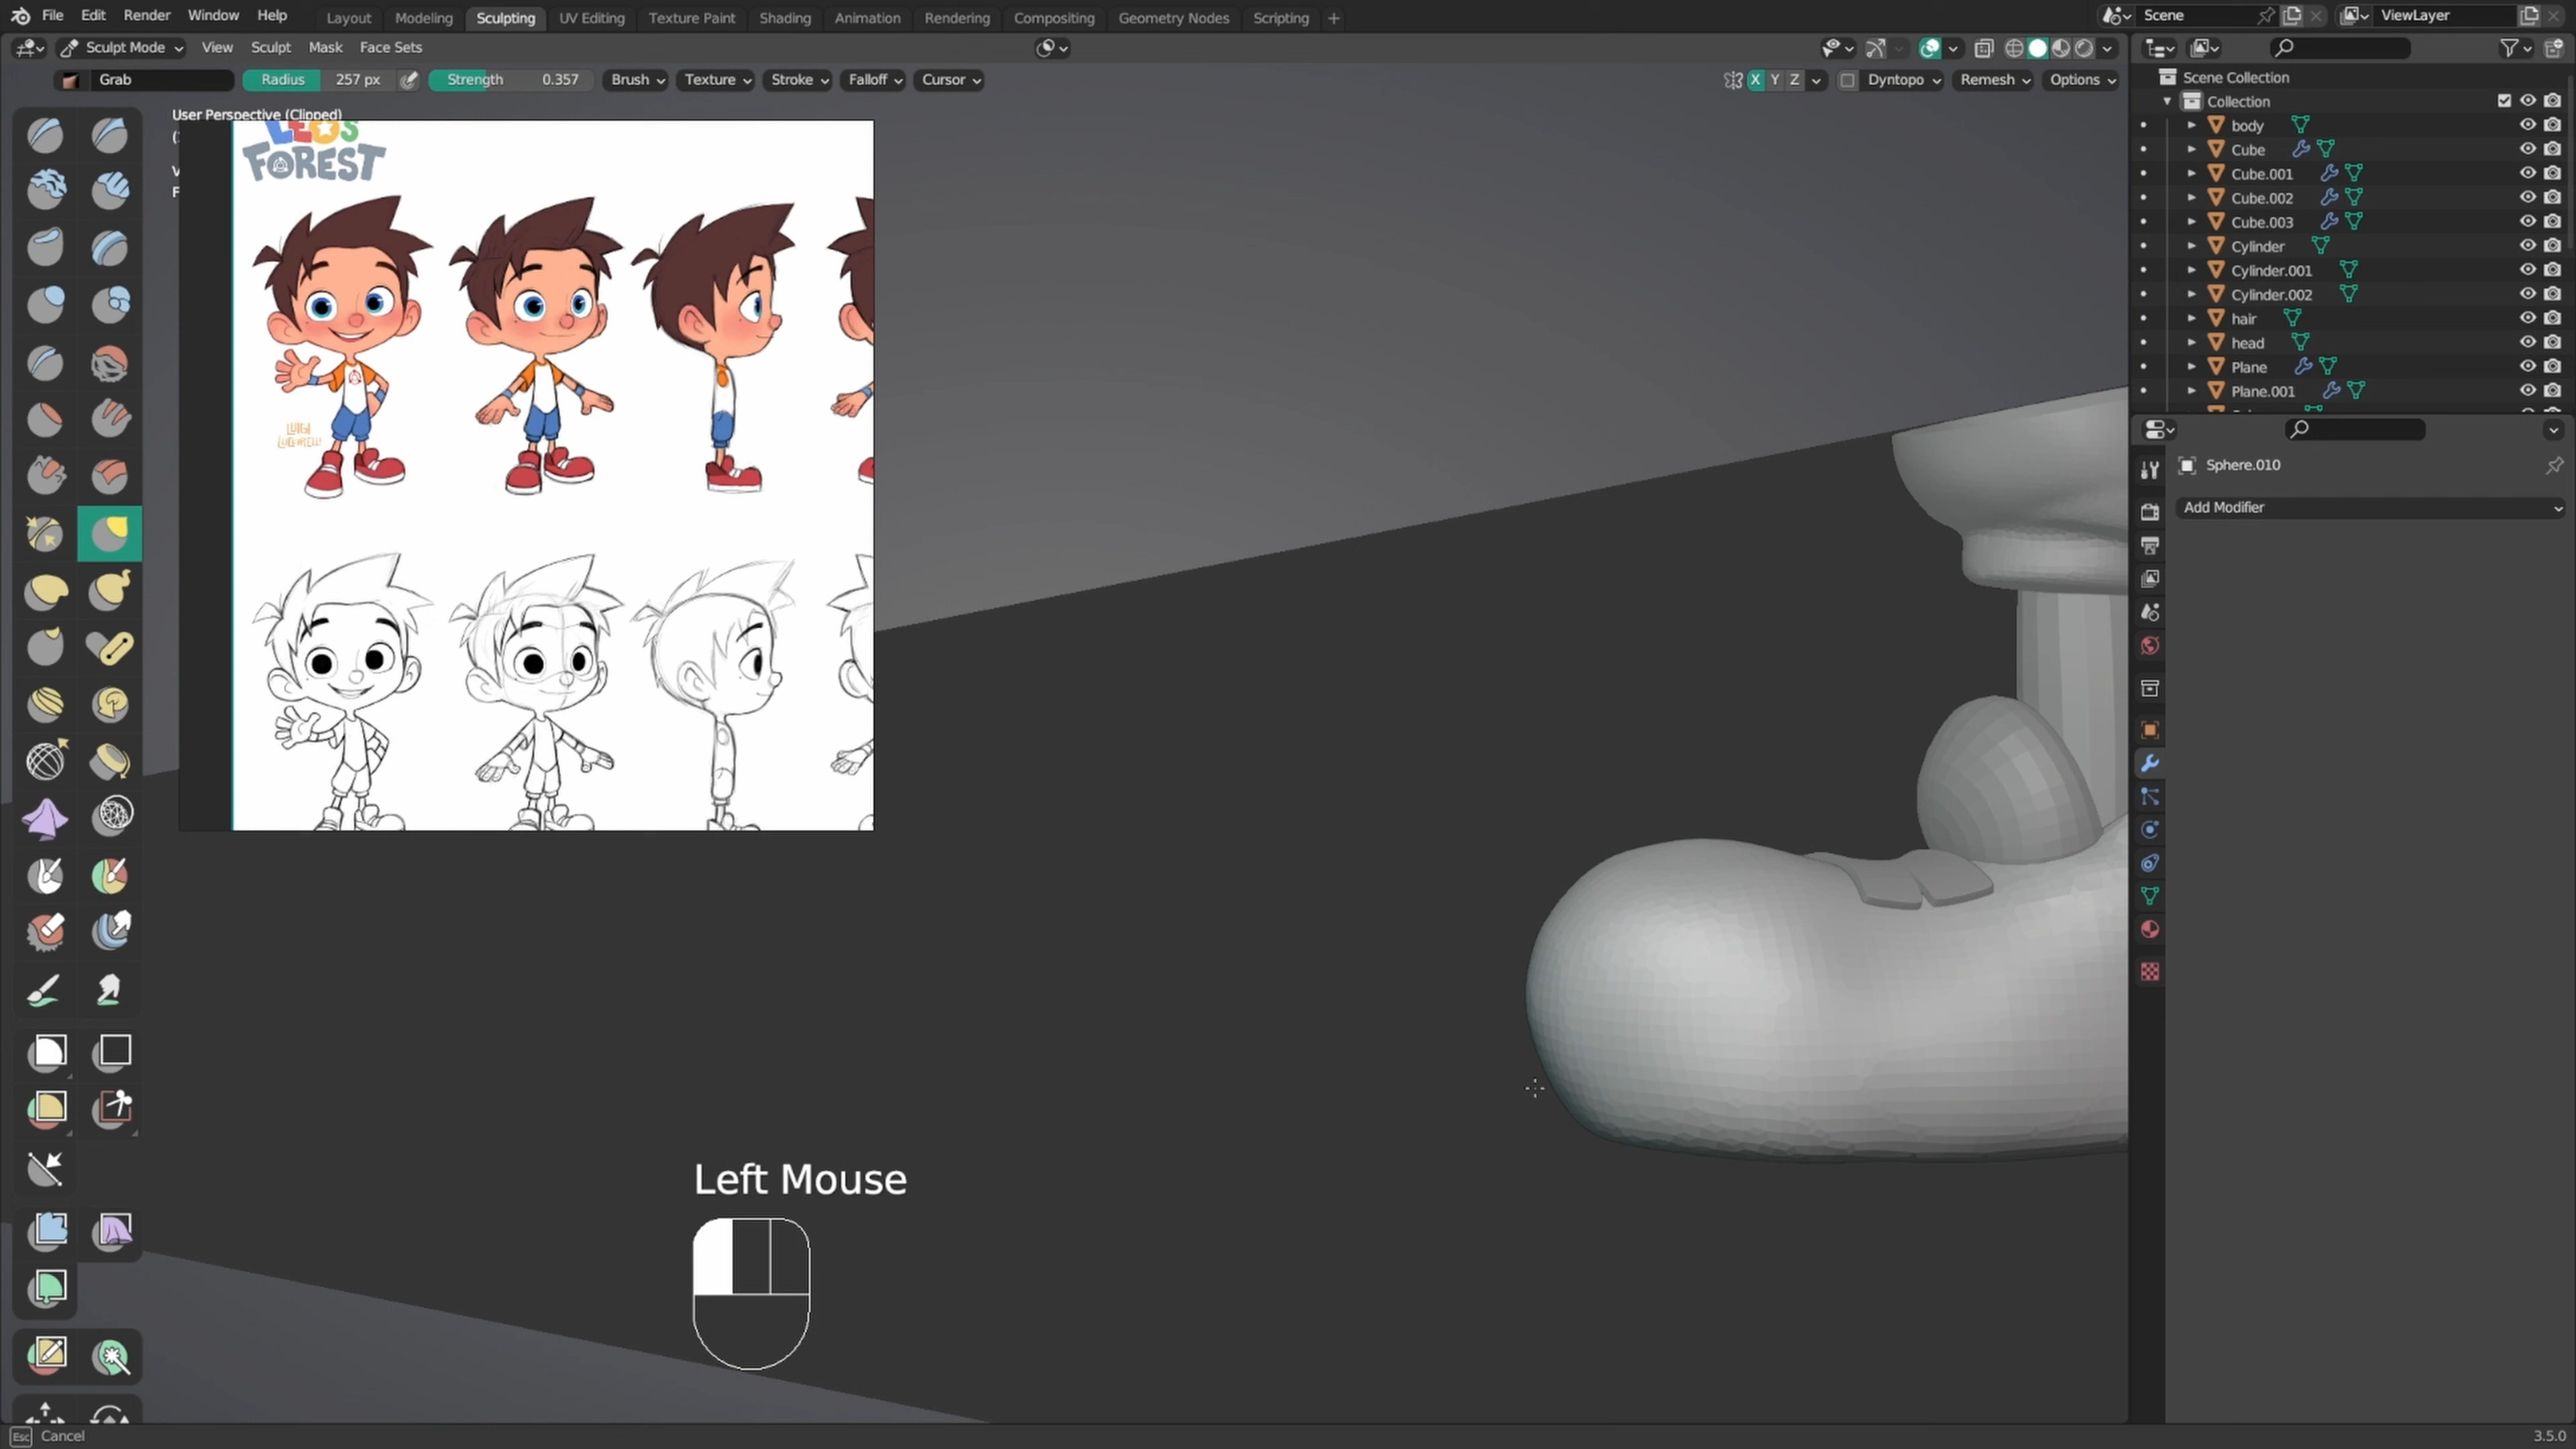 File Edit Render Window Help Layout Modeling Sculpting UV Editing Texture Paint Shading Animation Rendering Compositing Geometry Nodes Scripting + Scene ViewLayer
Sculpt Mode View Sculpt Mask Face Sets
Grab Radius 257 px Strength 0.357 Brush Texture Stroke Falloff Cursor X Y Z Dyntopo Remesh Options
User Perspective (Clipped)
LEO'S
FOREST
LUIGI
LUCARELLI
Left Mouse
Scene Collection
Collection
body
Cube
Cube.001
Cube.002
Cube.003
Cylinder
Cylinder.001
Cylinder.002
hair
head
Plane
Plane.001
Sphere.010
Add Modifier
Esc Cancel
3.5.0